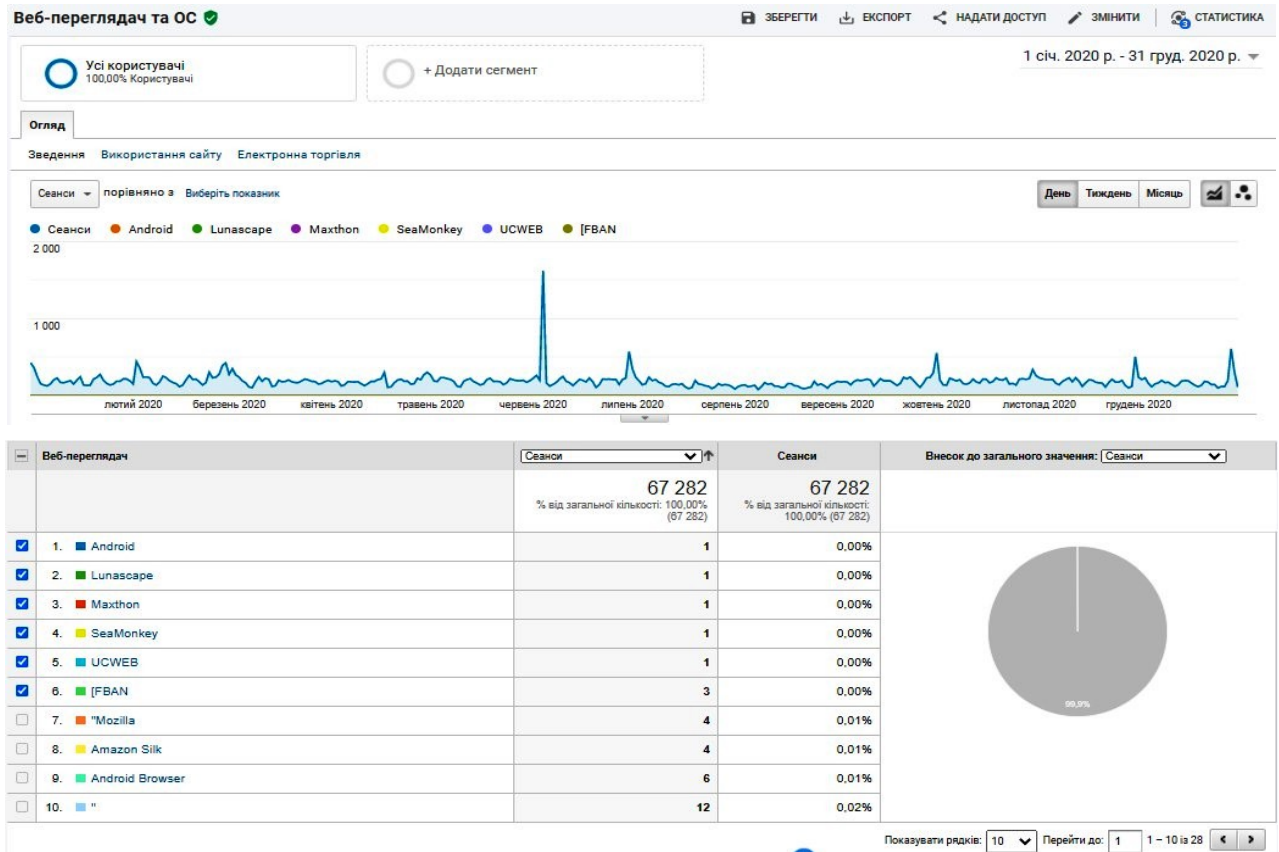 Веб-переглядач та ОС
ЗБЕРЕГТИ ЕКСПОРТ НАДАТИ ДОСТУП ЗМІНИТИ 3 СТАТИСТИКА
Усі користувачі
100,00% Користувачі
+ Додати сегмент
1 січ. 2020 р. - 31 груд. 2020 р.
Огляд
Зведення Використання сайту Електронна торгівля
Сеанси порівняно з Виберіть показник
День Тиждень Місяць
Сеанси Android Lunascape Maxthon SeaMonkey UCWEB [FBAN
2 000
1 000
лютий 2020 березень 2020 квітень 2020 травень 2020 червень 2020 липень 2020 серпень 2020 вересень 2020 жовтень 2020 листопад 2020 грудень 2020
Веб-переглядач Сеанси Сеанси Внесок до загального значення: Сеанси
67 282 67 282
% від загальної кількості: 100,00% (67 282)
% від загальної кількості: 100,00% (67 282)
1. Android 1 0,00%
2. Lunascape 1 0,00%
3. Maxthon 1 0,00%
4. SeaMonkey 1 0,00%
5. UCWEB 1 0,00%
6. [FBAN 3 0,00%
7. "Mozilla 4 0,01%
8. Amazon Silk 4 0,01%
9. Android Browser 6 0,01%
10. " 12 0,02%
99,9%
Показувати рядків: 10 Перейти до: 1 1 – 10 із 28